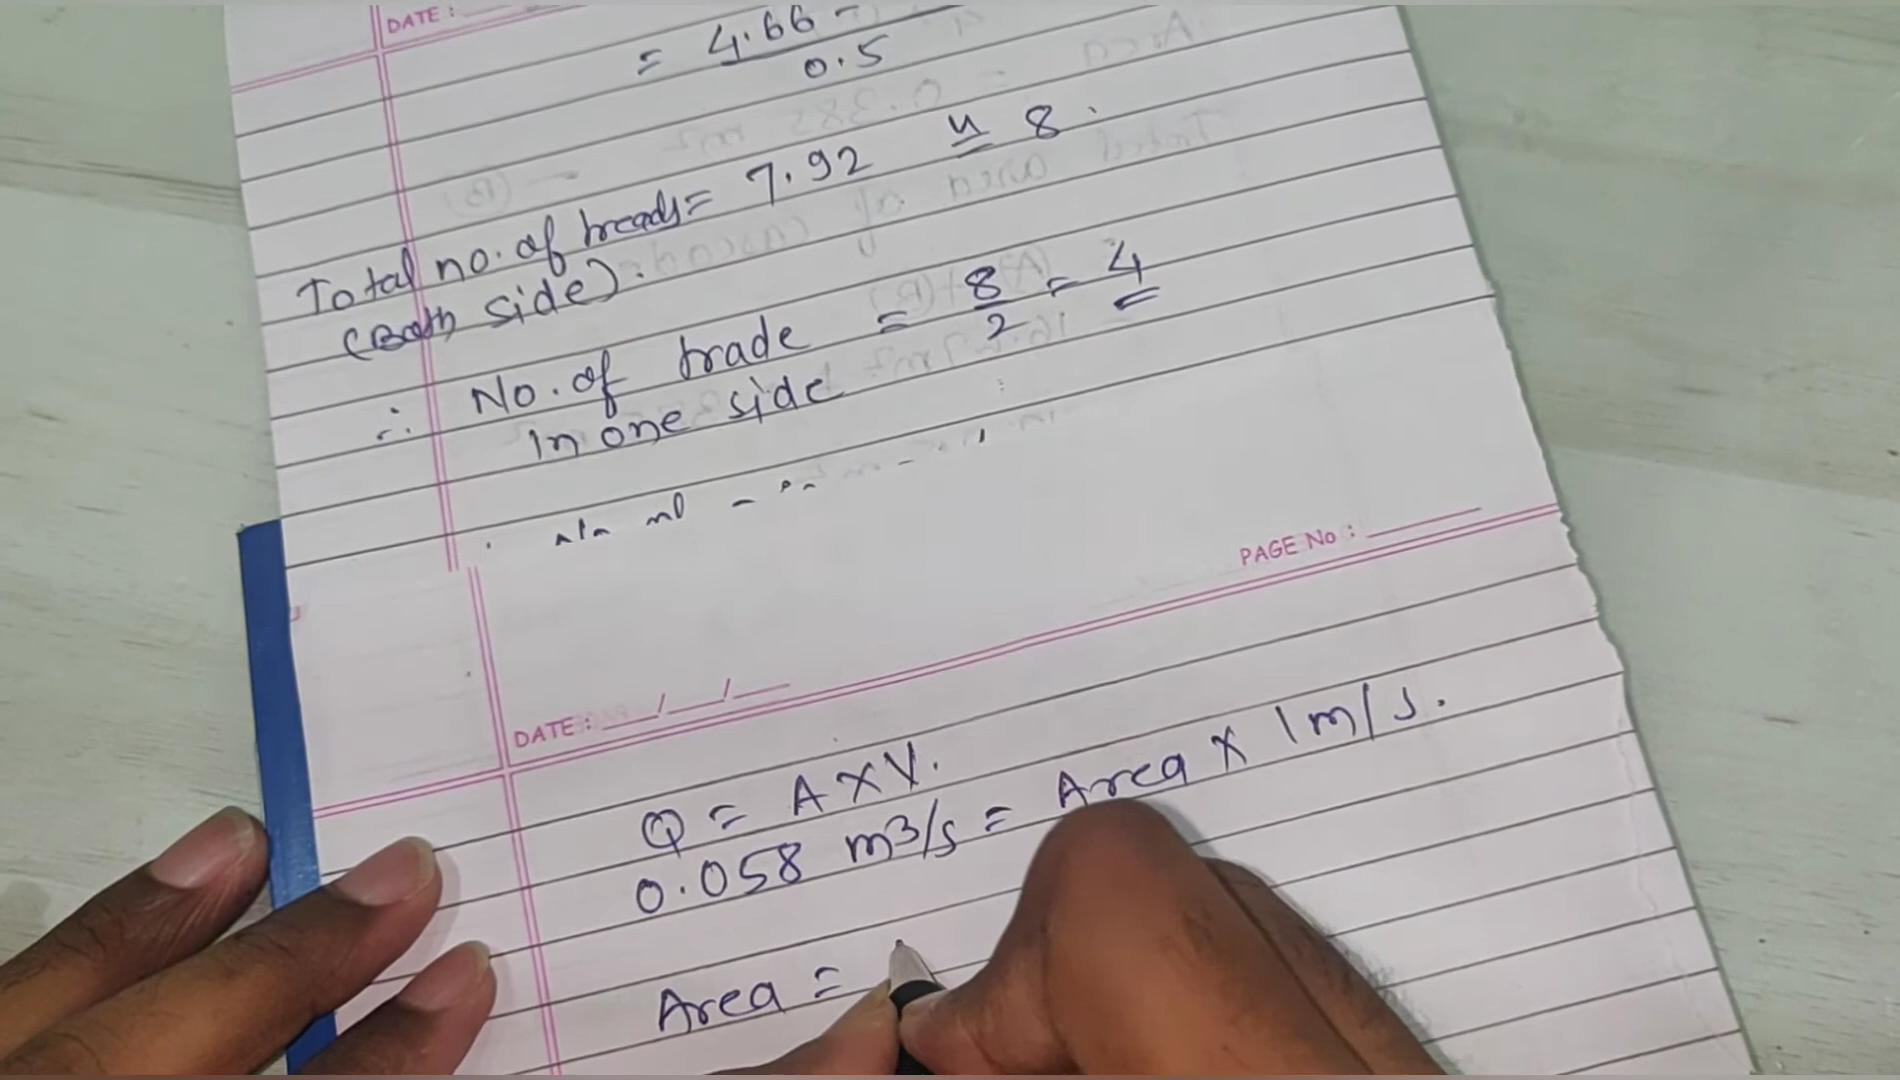 DATE :
= 4.66 -
0.5
Total no. of treads = 7.92 ≌ 8.
(Both side).
∴ No. of trade = 8/2 = 4
in one side
PAGE No :
DATE : / /
Q = A X V.
0.058 m3/s = Area X 1m/s.
Area =